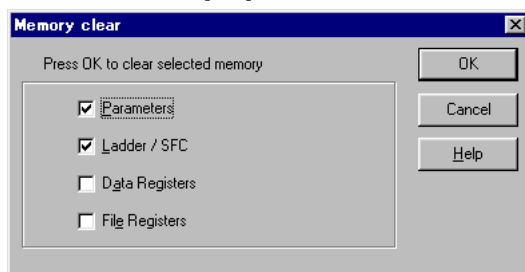 Memory clear
Press OK to clear selected memory
OK
Parameters
Cancel
Ladder / SFC
Help
Data Registers
File Registers